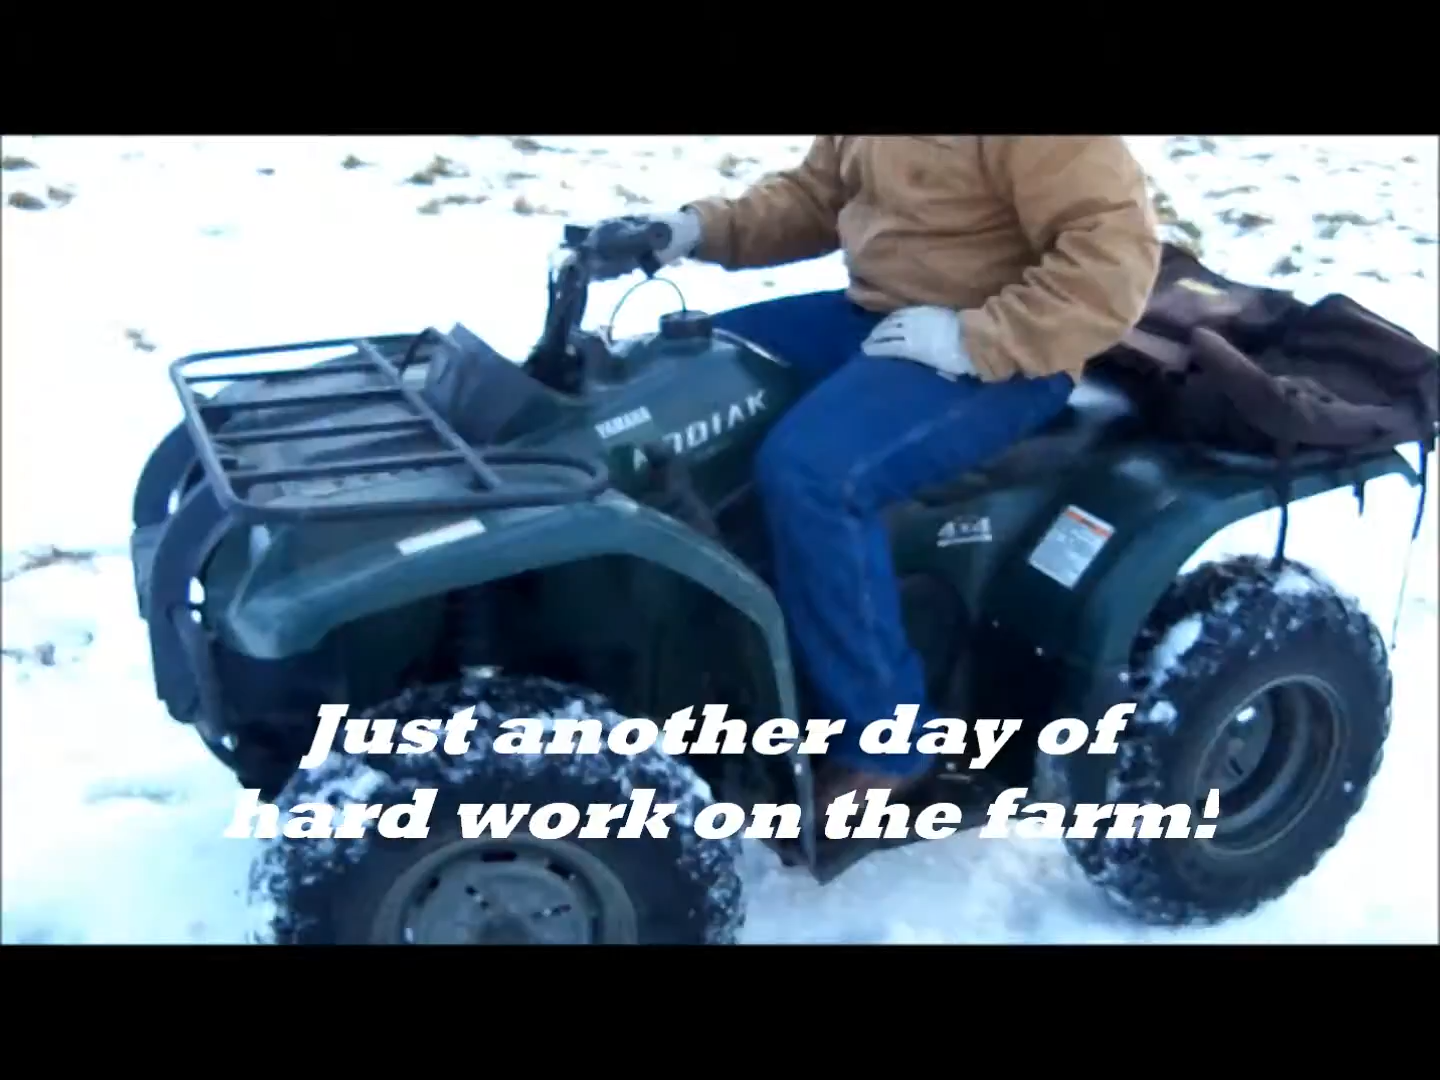 YAMAHA
KODIAK
4x4
Just another day of
hard work on the farm!